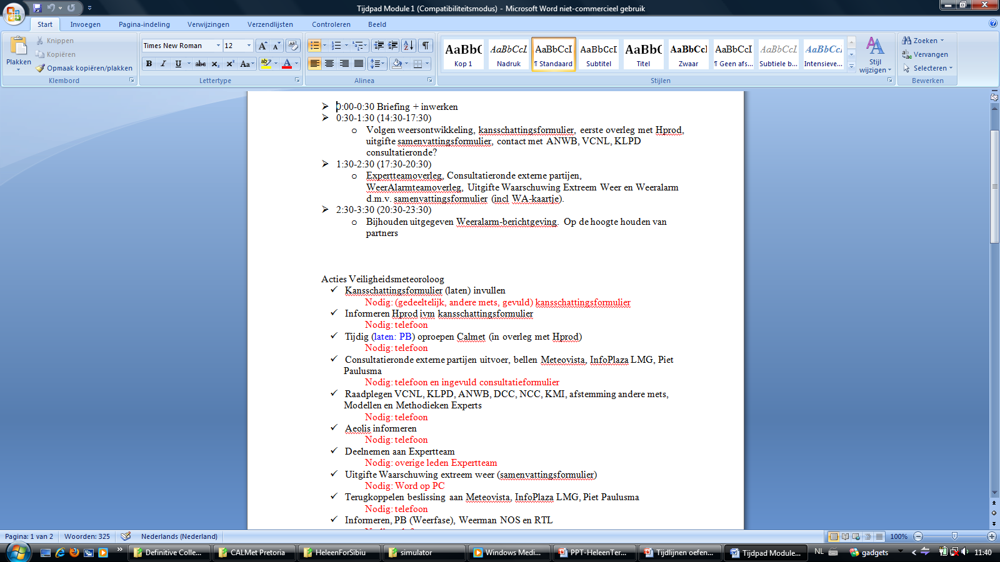 Tijdpad Module 1 (Compatibiliteitsmodus) - Microsoft Word niet-commercieel gebruik
Start Invoegen Pagina-indeling Verwijzingen Verzendlijsten Controleren Beeld
Plakken
Knippen
Kopiëren
Opmaak kopiëren/plakken
Klembord
Times New Roman 12
Lettertype
Alinea
AaBbC AaBbCcI AaBbCcI AaBbCcI AaBbC AaBbCcI AaBbCcI AaBbCcI AaBbCcI
Kop 1 Nadruk ¶ Standaard Subtitel Titel Zwaar ¶ Geen afs... Subtiele b... Intensieve...
Stijlen
Stijl wijzigen
Zoeken
Vervangen
Selecteren
Bewerken
➢ 0:00-0:30 Briefing + inwerken
➢ 0:30-1:30 (14:30-17:30)
o Volgen weersontwikkeling, kansschattingsformulier, eerste overleg met Hprod,
uitgifte samenvattingsformulier, contact met ANWB, VCNL, KLPD
consultatieronde?
➢ 1:30-2:30 (17:30-20:30)
o Expertteamoverleg, Consultatieronde externe partijen,
WeerAlarmteamoverleg, Uitgifte Waarschuwing Extreem Weer en Weeralarm
d.m.v. samenvattingsformulier (incl WA-kaartje).
➢ 2:30-3:30 (20:30-23:30)
o Bijhouden uitgegeven Weeralarm-berichtgeving. Op de hoogte houden van
partners
Acties Veiligheidsmeteoroloog
✓ Kansschattingsformulier (laten) invullen
Nodig: (gedeeltelijk, andere mets, gevuld) kansschattingsformulier
✓ Informeren Hprod ivm kansschattingsformulier
Nodig: telefoon
✓ Tijdig (laten: PB) oproepen Calmet (in overleg met Hprod)
Nodig: telefoon
✓ Consultatieronde externe partijen uitvoer, bellen Meteovista, InfoPlaza LMG, Piet
Paulusma
Nodig: telefoon en ingevuld consultatieformulier
✓ Raadplegen VCNL, KLPD, ANWB, DCC, NCC, KMI, afstemming andere mets,
Modellen en Methodieken Experts
Nodig: telefoon
✓ Aeolis informeren
Nodig: telefoon
✓ Deelnemen aan Expertteam
Nodig: overige leden Expertteam
✓ Uitgifte Waarschuwing extreem weer (samenvattingsformulier)
Nodig: Word op PC
✓ Terugkoppelen beslissing aan Meteovista, InfoPlaza LMG, Piet Paulusma
Nodig: telefoon
✓ Informeren, PB (Weerfase), Weerman NOS en RTL
Pagina: 1 van 2 Woorden: 325 Nederlands (Nederland) 100%
Definitive Colle... CALMet Pretoria HeleenForSibiu simulator Windows Medi... PPT-HeleenTer... Tijdlijnen oefen... Tijdpad Module... NL gadgets 11:40